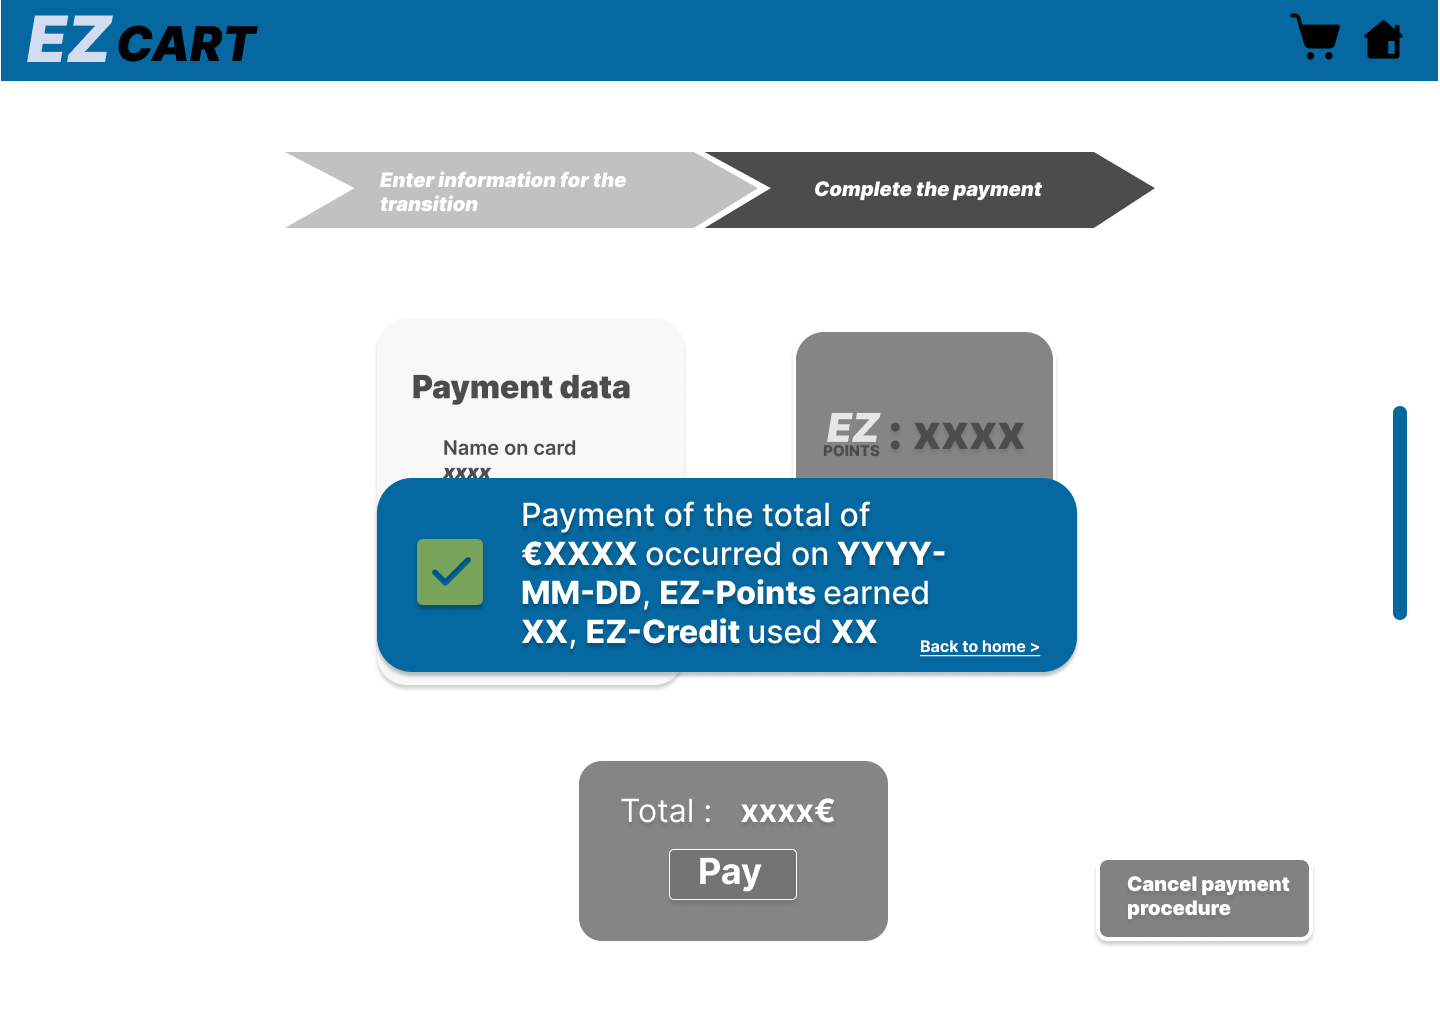 EZ CART
Enter information for the
transition
Complete the payment
Payment data
Name on card
xxxx
EZ
POINTS
: xxxx
Payment of the total of
€XXXX occurred on YYYY-
MM-DD, EZ-Points earned
XX, EZ-Credit used XX
Back to home >
Total : xxxx€
Pay
Cancel payment
procedure